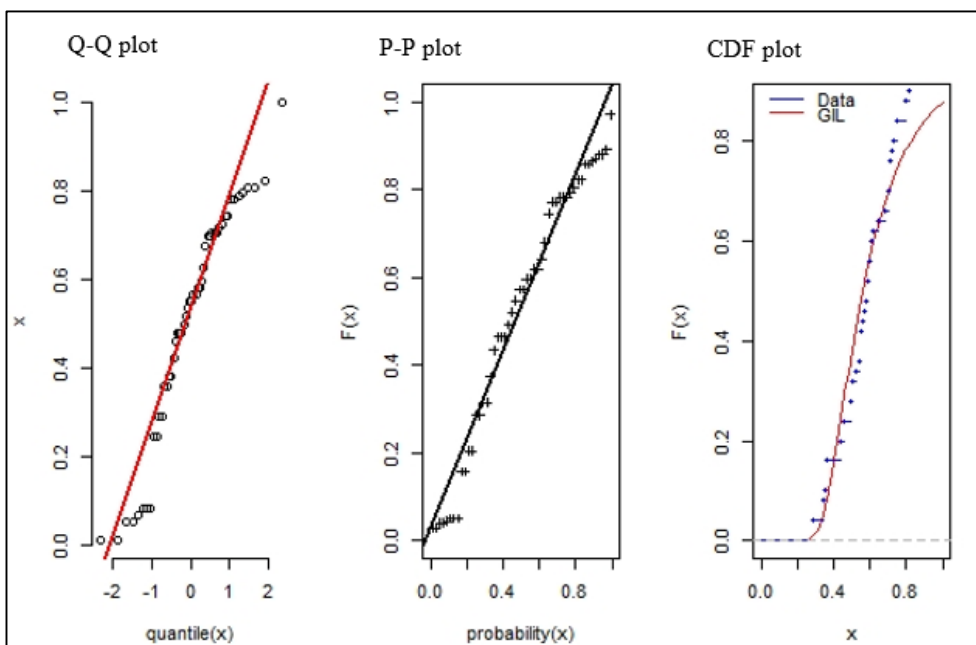 Q-Q plot
P-P plot
CDF plot
x
0.0 0.2 0.4 0.6 0.8 1.0
-2 -1 0 1 2
quantile(x)
F(x)
0.0 0.2 0.4 0.6 0.8 1.0
0.0 0.4 0.8
probability(x)
Data
GIL
F(x)
0.0 0.2 0.4 0.6 0.8
0.0 0.4 0.8
x